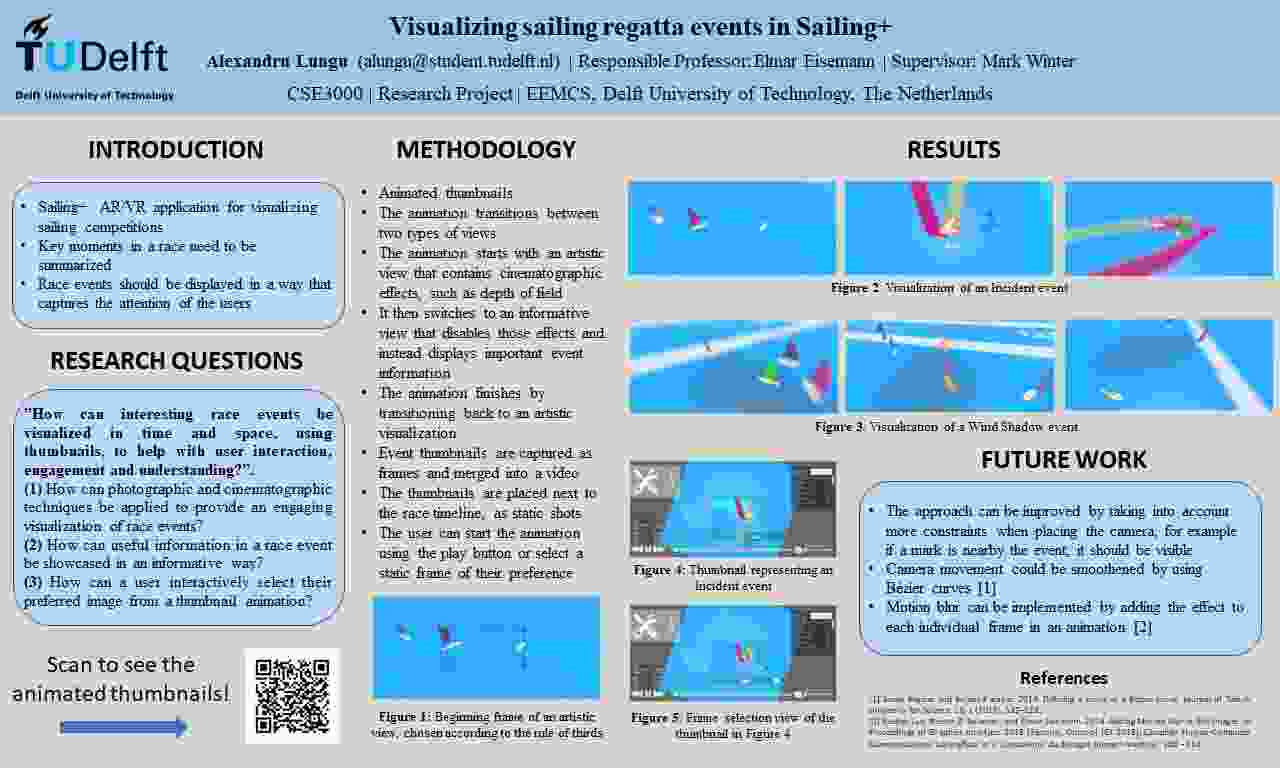 Visualizing sailing regatta events in Sailing+
TUDelft
Delft University of Technology
Alexandru Lungu (alungu@student.tudelft.nl) | Responsible Professor: Elmar Eisemann | Supervisor: Mark Winter
CSE3000 | Research Project | EEMCS, Delft University of Technology, The Netherlands
INTRODUCTION
• Sailing+ AR/VR application for visualizing
sailing competitions
• Key moments in a race need to be
summarized
• Race events should be displayed in a way that
captures the attention of the users
RESEARCH QUESTIONS
"How can interesting race events be
visualized in time and space, using
thumbnails, to help with user interaction,
engagement and understanding?".
(1) How can photographic and cinematographic
techniques be applied to provide an engaging
visualization of race events?
(2) How can useful information in a race event
be showcased in an informative way?
(3) How can a user interactively select their
preferred image from a thumbnail animation?
Scan to see the
animated thumbnails!
METHODOLOGY
• Animated thumbnails
• The animation transitions between
two types of views
• The animation starts with an artistic
view that contains cinematographic
effects, such as depth of field
• It then switches to an informative
view that disables those effects and
instead displays important event
information
• The animation finishes by
transitioning back to an artistic
visualization
• Event thumbnails are captured as
frames and merged into a video
• The thumbnails are placed next to
the race timeline, as static shots
• The user can start the animation
using the play button or select a
static frame of their preference
Figure 1: Beginning frame of an artistic
view, chosen according to the rule of thirds
RESULTS
Figure 2: Visualization of an Incident event
Figure 3: Visualization of a Wind Shadow event
Figure 4: Thumbnail representing an
Incident event
Figure 5: Frame selection view of the
thumbnail in Figure 4
FUTURE WORK
• The approach can be improved by taking into account
more constraints when placing the camera, for example
if a mark is nearby the event, it should be visible
• Camera movement could be smoothened by using
Bézier curves [1]
• Motion blur can be implemented by adding the effect to
each individual frame in an animation [2]
References